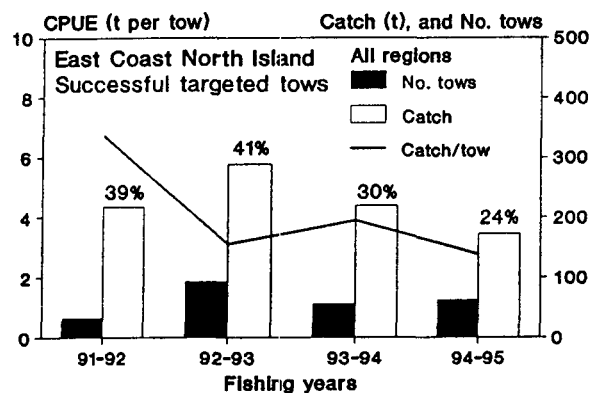 CPUE (t per tow) Catch (t), and No. tows
10 500
East Coast North Island All regions
Successful targeted tows No. tows
8 400
Catch
Catch/tow
6 300
39% 41% 30% 24%
4 200
2 100
0 0
91-92 92-93 93-94 94-95
Fishing years